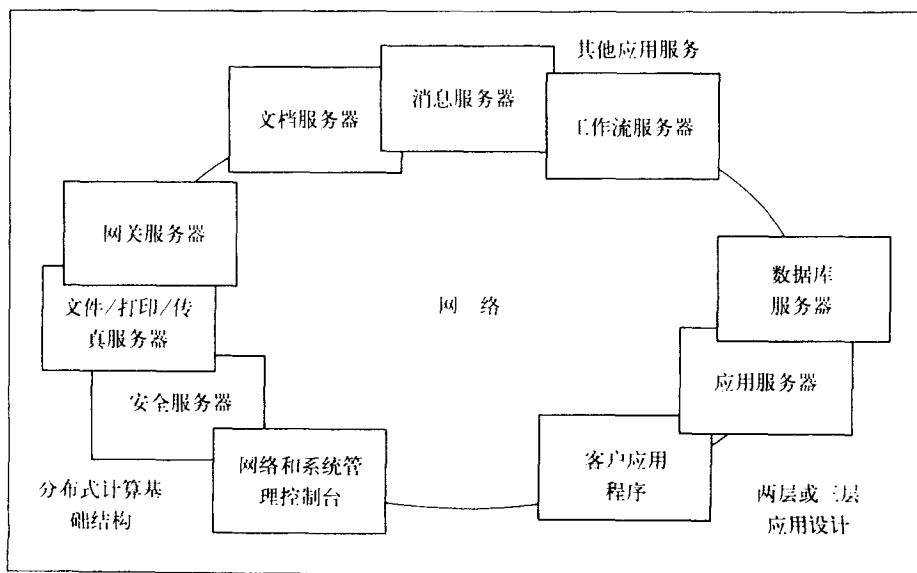 其他应用服务
消息服务器
文档服务器
工作流服务器
网关服务器
数据库
服务器
文件/打印/传
真服务器
网 络
应用服务器
安全服务器
网络和系统管
理控制台
客户应用
程序
分布式计算基
础结构
两层或三层
应用设计